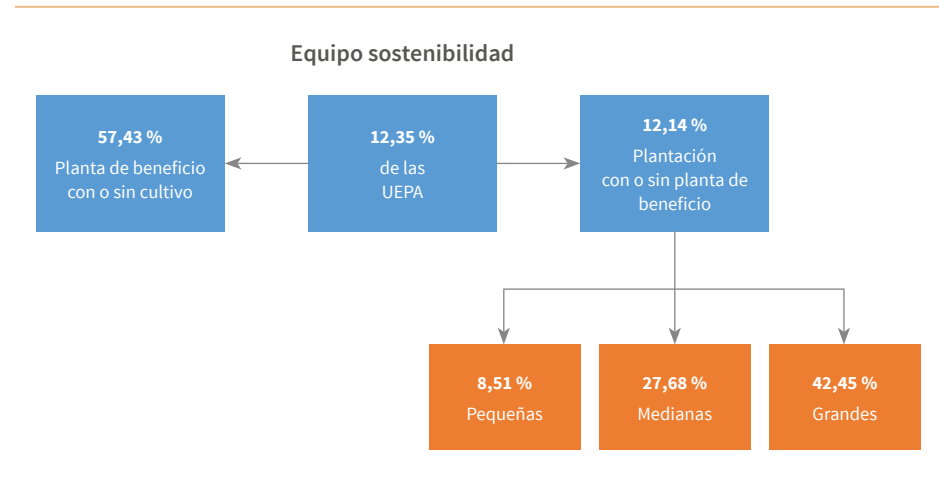 Equipo sostenibilidad
57,43 %
Planta de beneficio
con o sin cultivo
12,35 %
de las
UEPA
12,14 %
Plantación
con o sin planta de
beneficio
8,51 %
Pequeñas
27,68 %
Medianas
42,45 %
Grandes